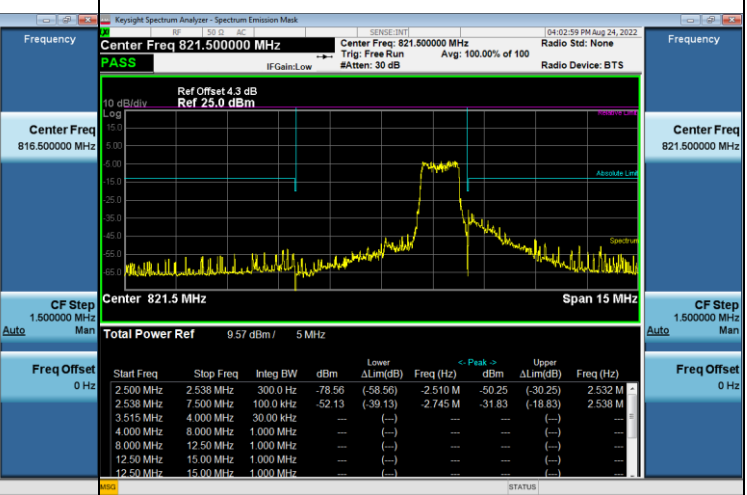 Keysight Spectrum Analyzer - Spectrum Emission Mask
RF 50 Ω AC SENSE:INT 04:02:59 PM Aug 24, 2022
Frequency
Center Freq 821.500000 MHz
Center Freq: 821.500000 MHz
Radio Std: None
Frequency
PASS
Trig: Free Run Avg: 100.00% of 100
IFGain:Low
#Atten: 30 dB
Radio Device: BTS
Ref Offset 4.3 dB
10 dB/div Ref 25.0 dBm
Log
15.0
5.00
-5.00
-15.0
-25.0
-35.0
-45.0
-55.0
-65.0
Absolute Limit
Spectrum
Center Freq
816.500000 MHz
Center Freq
821.500000 MHz
Center 821.5 MHz Span 15 MHz
CF Step
1.500000 MHz
Auto Man
CF Step
1.500000 MHz
Auto Man
Total Power Ref 9.57 dBm / 5 MHz
Freq Offset
0 Hz
Freq Offset
0 Hz
Lower <- Peak -> Upper
Start Freq Stop Freq Integ BW dBm ΔLim(dB) Freq (Hz) dBm ΔLim(dB) Freq (Hz)
2.500 MHz 2.538 MHz 300.0 Hz -78.56 (-58.56) -2.510 M -50.25 (-30.25) 2.532 M
2.538 MHz 7.500 MHz 100.0 kHz -52.13 (-39.13) -2.745 M -31.83 (-18.83) 2.538 M
3.515 MHz 4.000 MHz 30.00 kHz --- (---) --- --- (---) ---
4.000 MHz 8.000 MHz 1.000 MHz --- (---) --- --- (---) ---
8.000 MHz 12.50 MHz 1.000 MHz --- (---) --- --- (---) ---
12.50 MHz 15.00 MHz 1.000 MHz --- (---) --- --- (---) ---
12.50 MHz 15.00 MHz 1.000 MHz --- (---) --- --- (---) ---
MSG STATUS